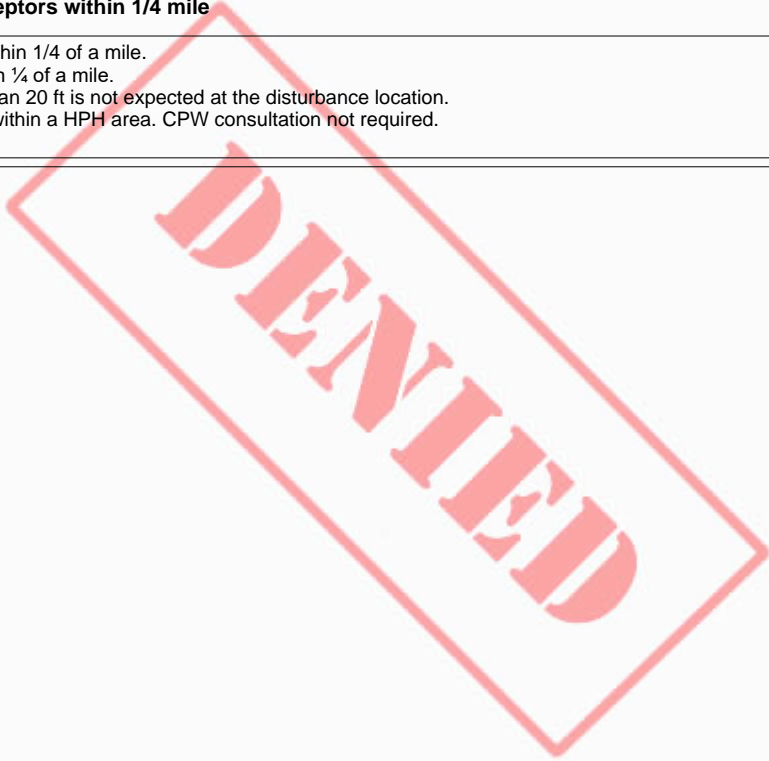 eptors within 1/4 mile
hin 1/4 of a mile.
n ¼ of a mile.
an 20 ft is not expected at the disturbance location.
within a HPH area. CPW consultation not required.
DENIED